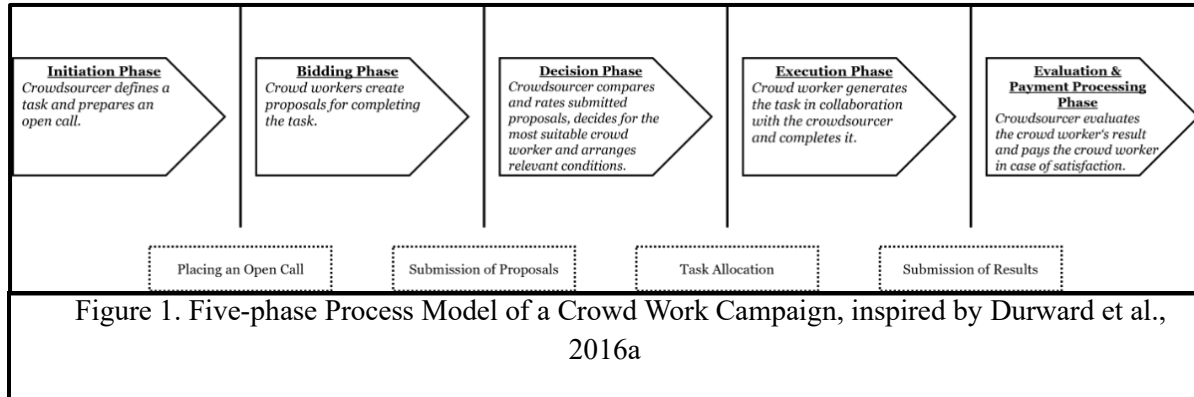 Initiation Phase
Crowdsourcer defines a
task and prepares an
open call.
Bidding Phase
Crowd workers create
proposals for completing
the task.
Decision Phase
Crowdsourcer compares
and rates submitted
proposals, decides for the
most suitable crowd
worker and arranges
relevant conditions.
Execution Phase
Crowd worker generates
the task in collaboration
with the crowdsourcer
and completes it.
Evaluation &
Payment Processing
Phase
Crowdsourcer evaluates
the crowd worker's result
and pays the crowd worker
in case of satisfaction.
Placing an Open Call
Submission of Proposals
Task Allocation
Submission of Results
Figure 1. Five-phase Process Model of a Crowd Work Campaign, inspired by Durward et al.,
2016a